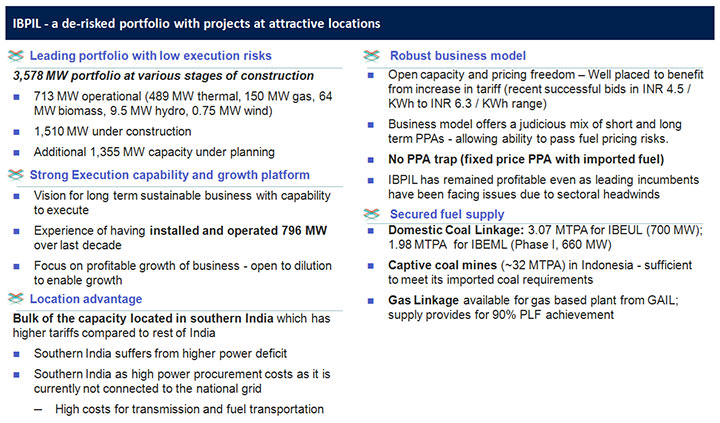 IBPIL - a de-risked portfolio with projects at attractive locations
Leading portfolio with low execution risks
3,578 MW portfolio at various stages of construction
■ 713 MW operational (489 MW thermal, 150 MW gas, 64
MW biomass, 9.5 MW hydro, 0.75 MW wind)
■ 1,510 MW under construction
■ Additional 1,355 MW capacity under planning
Strong Execution capability and growth platform
■ Vision for long term sustainable business with capability
to execute
■ Experience of having installed and operated 796 MW
over last decade
■ Focus on profitable growth of business - open to dilution
to enable growth
Location advantage
Bulk of the capacity located in southern India which has
higher tariffs compared to rest of India
■ Southern India suffers from higher power deficit
■ Southern India as high power procurement costs as it is
currently not connected to the national grid
– High costs for transmission and fuel transportation
Robust business model
■ Open capacity and pricing freedom – Well placed to benefit
from increase in tariff (recent successful bids in INR 4.5 /
KWh to INR 6.3 / KWh range)
■ Business model offers a judicious mix of short and long
term PPAs - allowing ability to pass fuel pricing risks.
■ No PPA trap (fixed price PPA with imported fuel)
■ IBPIL has remained profitable even as leading incumbents
have been facing issues due to sectoral headwinds
Secured fuel supply
■ Domestic Coal Linkage: 3.07 MTPA for IBEUL (700 MW);
1.98 MTPA for IBEML (Phase I, 660 MW)
■ Captive coal mines (~32 MTPA) in Indonesia - sufficient
to meet its imported coal requirements
■ Gas Linkage available for gas based plant from GAIL;
supply provides for 90% PLF achievement